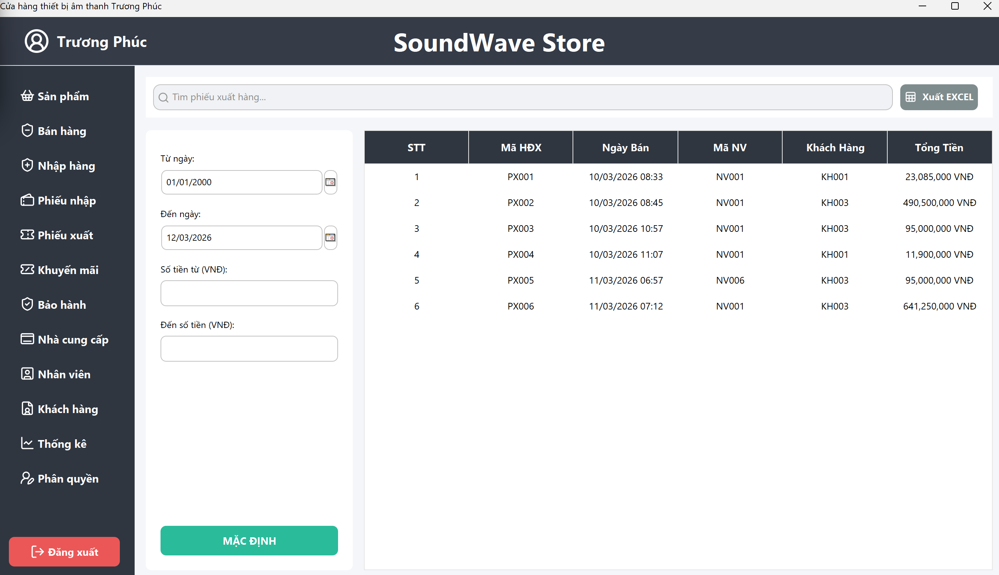 Cửa hàng thiết bị âm thanh Trương Phúc
Trương Phúc
SoundWave Store
Sản phẩm
Bán hàng
Nhập hàng
Phiếu nhập
Phiếu xuất
Khuyến mãi
Bảo hành
Nhà cung cấp
Nhân viên
Khách hàng
Thống kê
Phân quyền
Đăng xuất
Tìm phiếu xuất hàng...
Xuất EXCEL
Từ ngày:
01/01/2000
Đến ngày:
12/03/2026
Số tiền từ (VNĐ):
Đến số tiền (VNĐ):
MẶC ĐỊNH
STT Mã HĐX Ngày Bán Mã NV Khách Hàng Tổng Tiền
1 PX001 10/03/2026 08:33 NV001 KH001 23,085,000 VNĐ
2 PX002 10/03/2026 08:45 NV001 KH003 490,500,000 VNĐ
3 PX003 10/03/2026 10:57 NV001 KH003 95,000,000 VNĐ
4 PX004 10/03/2026 11:07 NV001 KH001 11,900,000 VNĐ
5 PX005 11/03/2026 06:57 NV006 KH003 95,000,000 VNĐ
6 PX006 11/03/2026 07:12 NV001 KH003 641,250,000 VNĐ